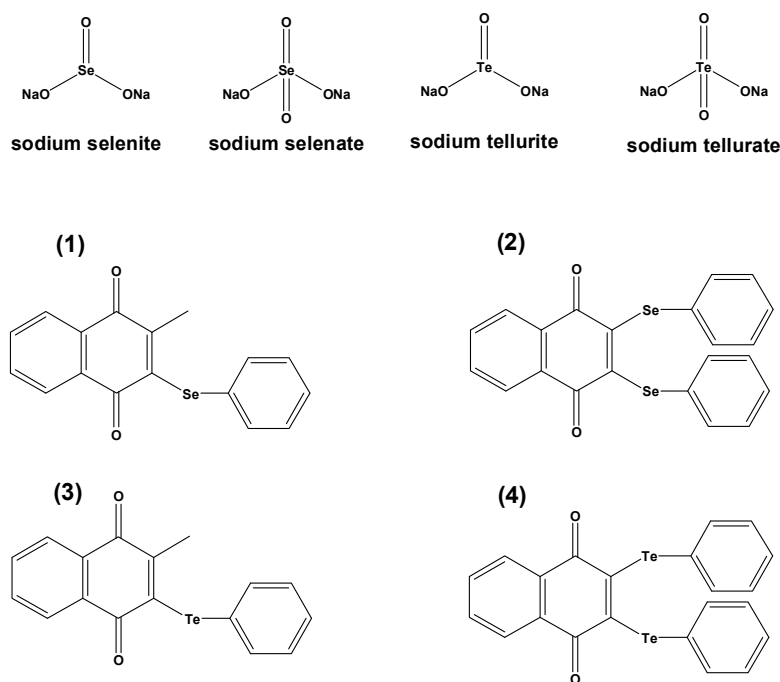 O
O
O
O
Se
Se
Te
Te
NaO
ONa
NaO
ONa
NaO
ONa
NaO
ONa
O
O
sodium selenite
sodium selenate
sodium tellurite
sodium tellurate
(1)
(2)
O
O
Se
Se
Se
O
O
(3)
(4)
O
O
Te
Te
Te
O
O